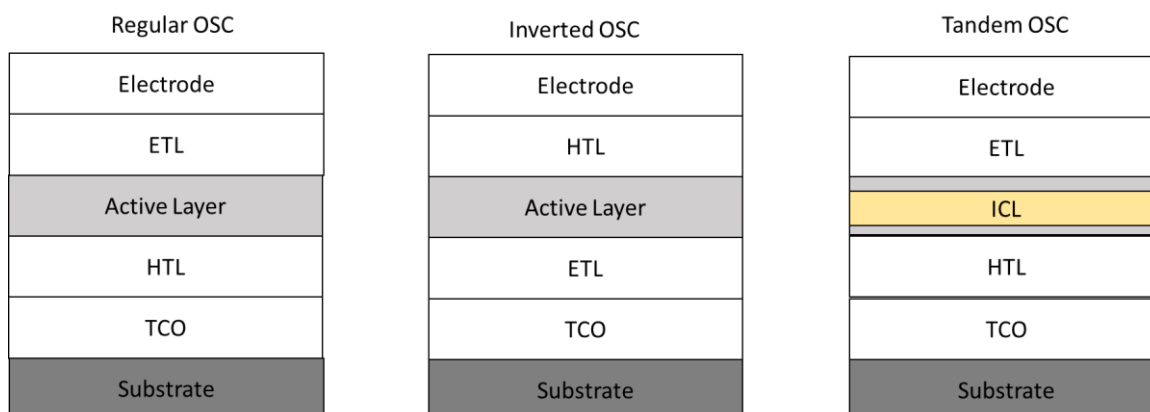 Regular OSC
Electrode
ETL
Active Layer
HTL
TCO
Substrate
Inverted OSC
Electrode
HTL
Active Layer
ETL
TCO
Substrate
Tandem OSC
Electrode
ETL
ICL
HTL
TCO
Substrate